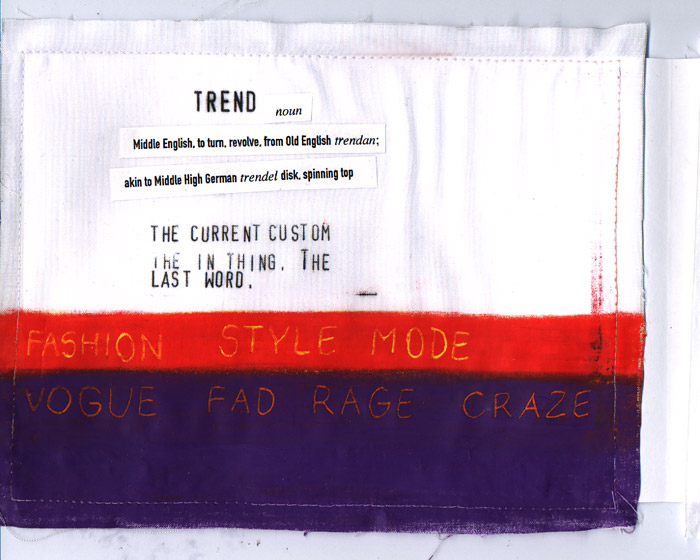 TREND noun
Middle English, to turn, revolve, from Old English trendan;
akin to Middle High German trendel disk, spinning top
THE CURRENT CUSTOM
THE IN THING. THE
LAST WORD.
FASHION STYLE MODE
VOGUE FAD RAGE CRAZE